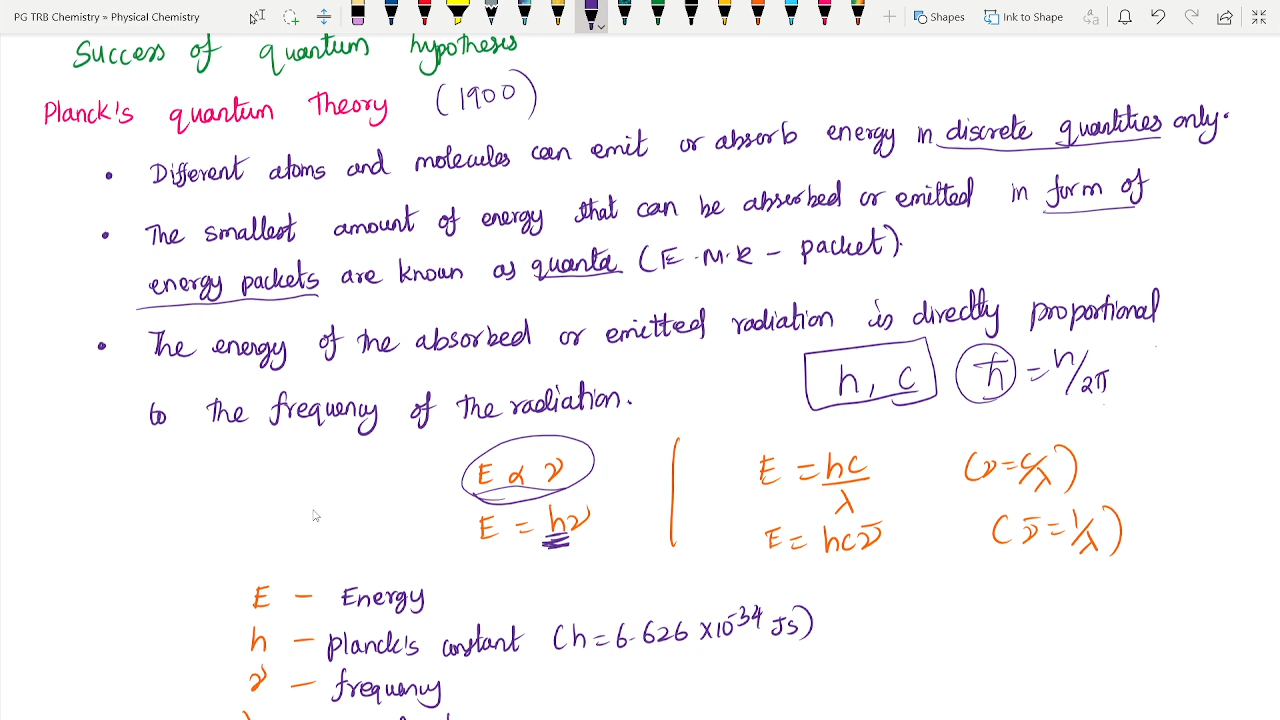 PG TRB Chemistry » Physical Chemistry
Shapes
Ink to Shape
Success of quantum hypothesis
Planck's quantum Theory (1900)
• Different atoms and molecules can emit or absorb energy in discrete quantities only.
• The smallest amount of energy that can be absorbed or emitted in form of
energy packets are known as quanta (E.M.R - packet).
• The energy of the absorbed or emitted radiation is directly proportional
to the frequency of the radiation.
h, c ħ = h/2π
E ∝ ν
E = hν
E = hc/λ (ν = c/λ)
E = hcν̄ (ν̄ = 1/λ)
E – Energy
h – planck's constant (h = 6.626 × 10⁻³⁴ Js)
ν – frequency